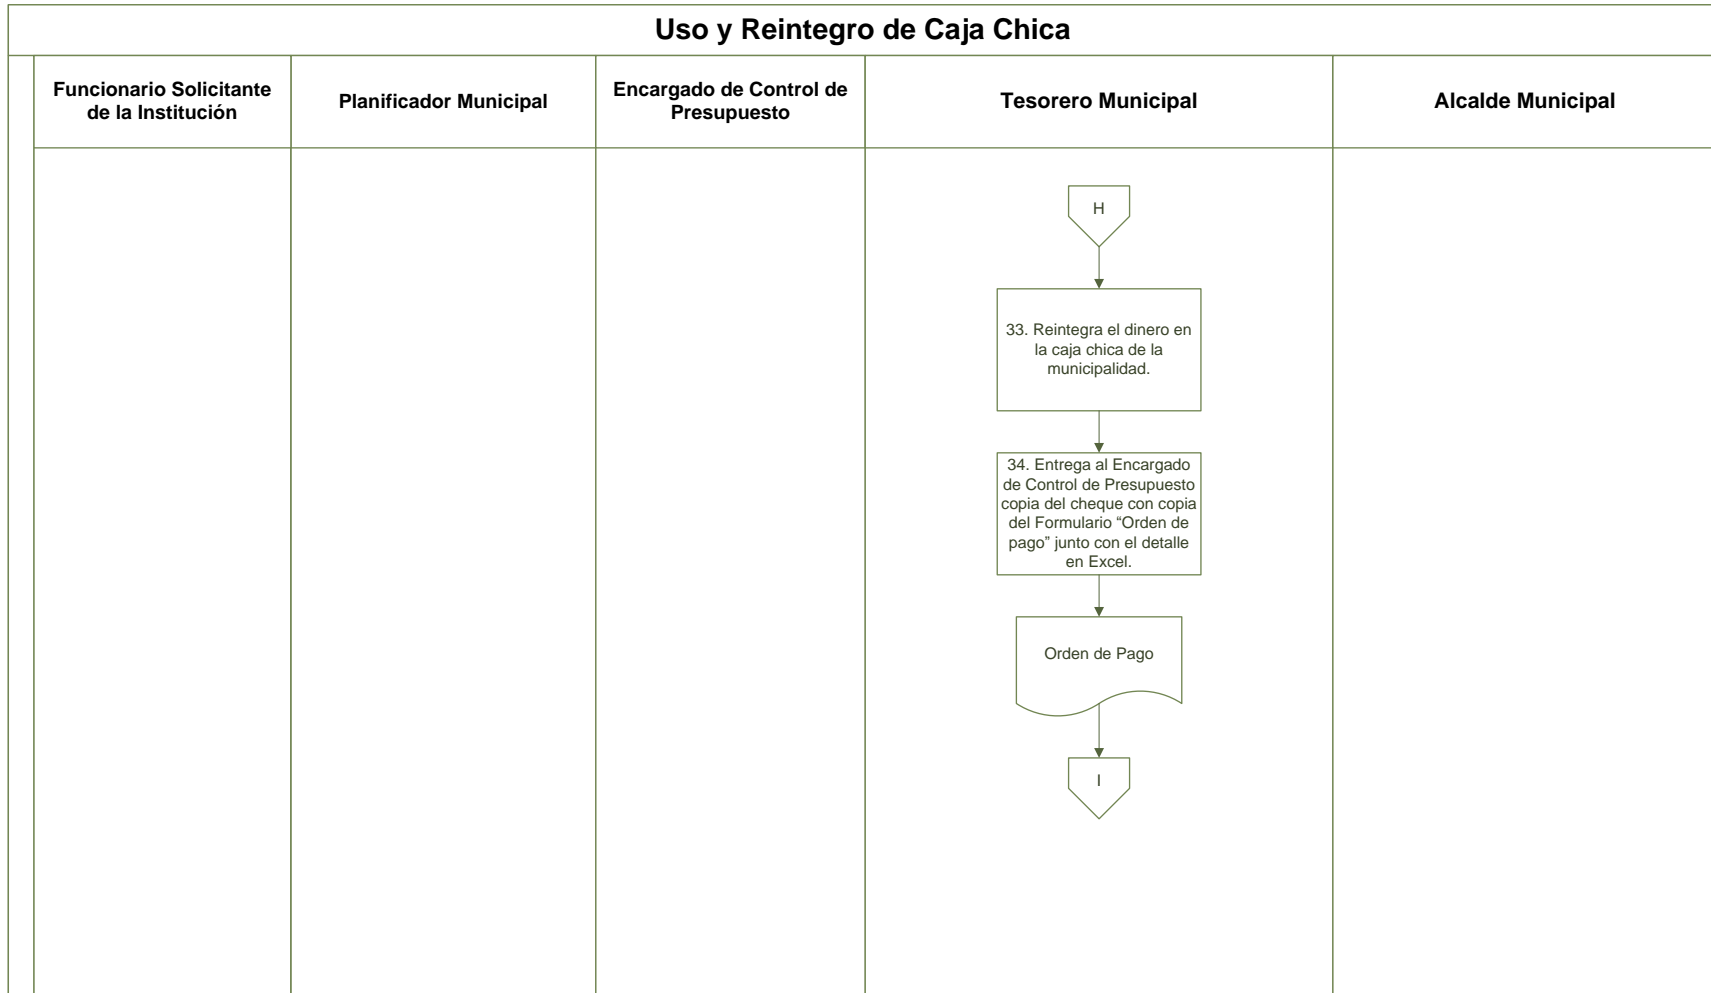 Uso y Reintegro de Caja Chica
Funcionario Solicitante
de la Institución
Planificador Municipal
Encargado de Control de
Presupuesto
Tesorero Municipal
Alcalde Municipal
H
33. Reintegra el dinero en
la caja chica de la
municipalidad.
34. Entrega al Encargado
de Control de Presupuesto
copia del cheque con copia
del Formulario “Orden de
pago” junto con el detalle
en Excel.
Orden de Pago
I